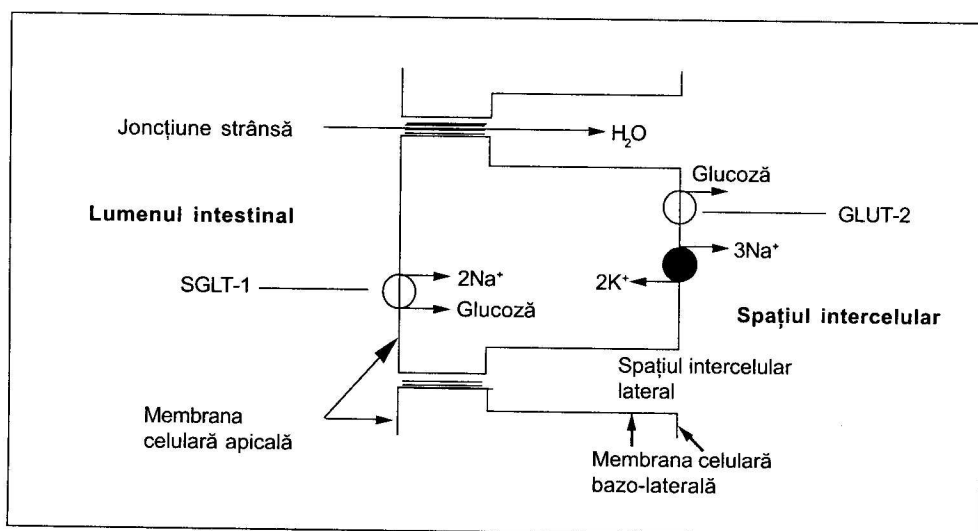 Joncțiune strânsă
H₂O
Glucoză
Lumenul intestinal
GLUT-2
3Na⁺
SGLT-1
2Na⁺
2K⁺
Glucoză
Spațiul intercelular
Spațiul intercelular
lateral
Membrana
celulară apicală
Membrana celulară
bazo-laterală